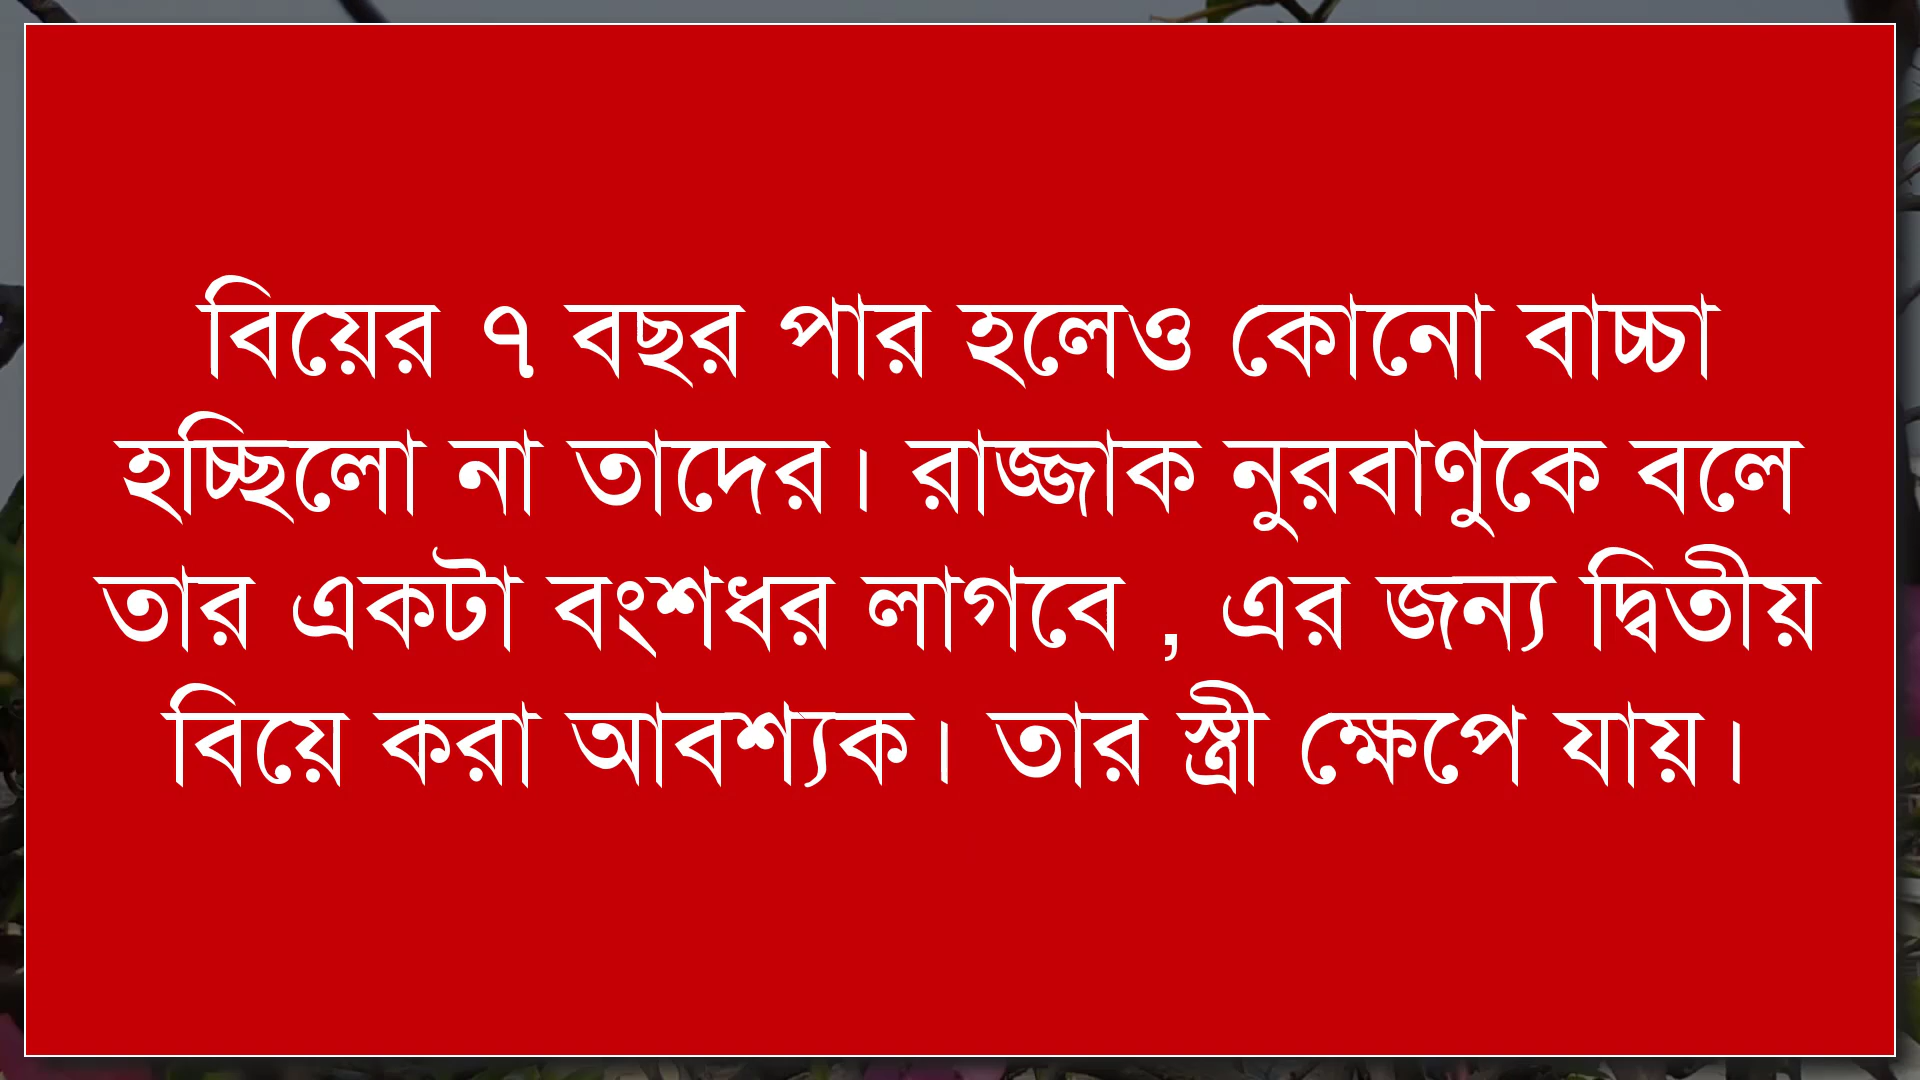 বিয়ের ৭ বছর পার হলেও কোনো বাচ্চা
হচ্ছিলো না তাদের। রাজ্জাক নুরবাণুকে বলে
তার একটা বংশধর লাগবে , এর জন্য দ্বিতীয়
বিয়ে করা আবশ্যক। তার স্ত্রী ক্ষেপে যায়।